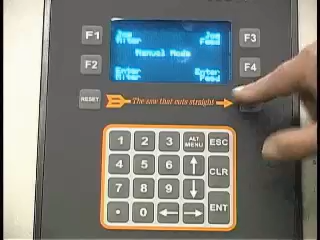 F1
Jog
Miter
Jog
Feed
F3
Manual Mode
F2
Enter
Miter
Enter
Feed
F4
RESET
The saw that cuts straight
1 2 3 ALT MENU ESC
4 5 6 CLR
7 8 9
. 0 ENT